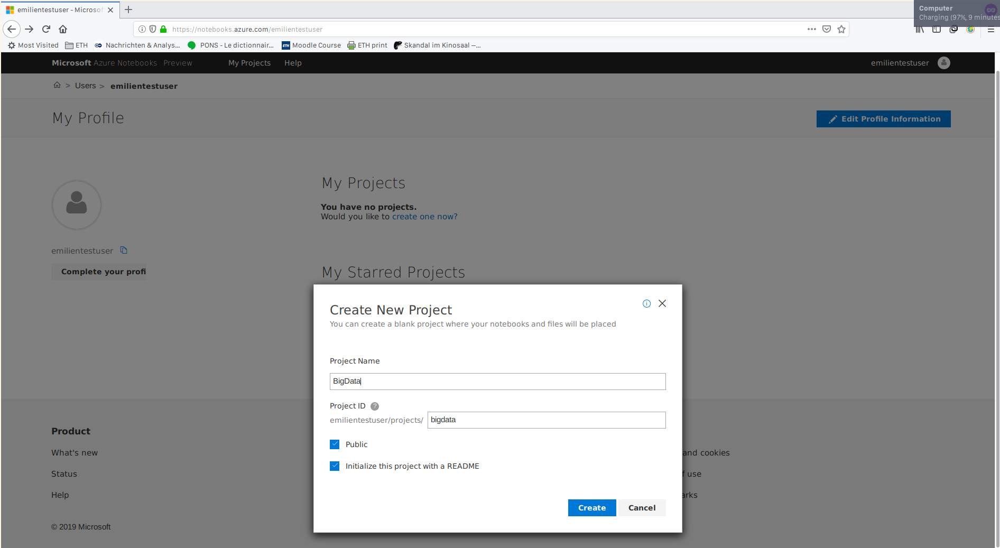 emilientestuser - Microsof
Computer
Charging (97%, 9 minutes
https://notebooks.azure.com/emilientestuser
Most Visited ETH Nachrichten & Analys... PONS - Le dictionnair... ETH Moodle Course ETH print Skandal im Kinosaal —...
Microsoft Azure Notebooks Preview My Projects Help emilientestuser
> Users > emilientestuser
My Profile
Edit Profile Information
My Projects
You have no projects.
Would you like to create one now?
emilientestuser
Complete your profi
My Starred Projects
Create New Project
You can create a blank project where your notebooks and files will be placed
Project Name
BigData
Project ID ?
emilientestuser/projects/ bigdata
Public
Initialize this project with a README
Create Cancel
Product
What's new
Status
Help
© 2019 Microsoft
and cookies
f use
arks